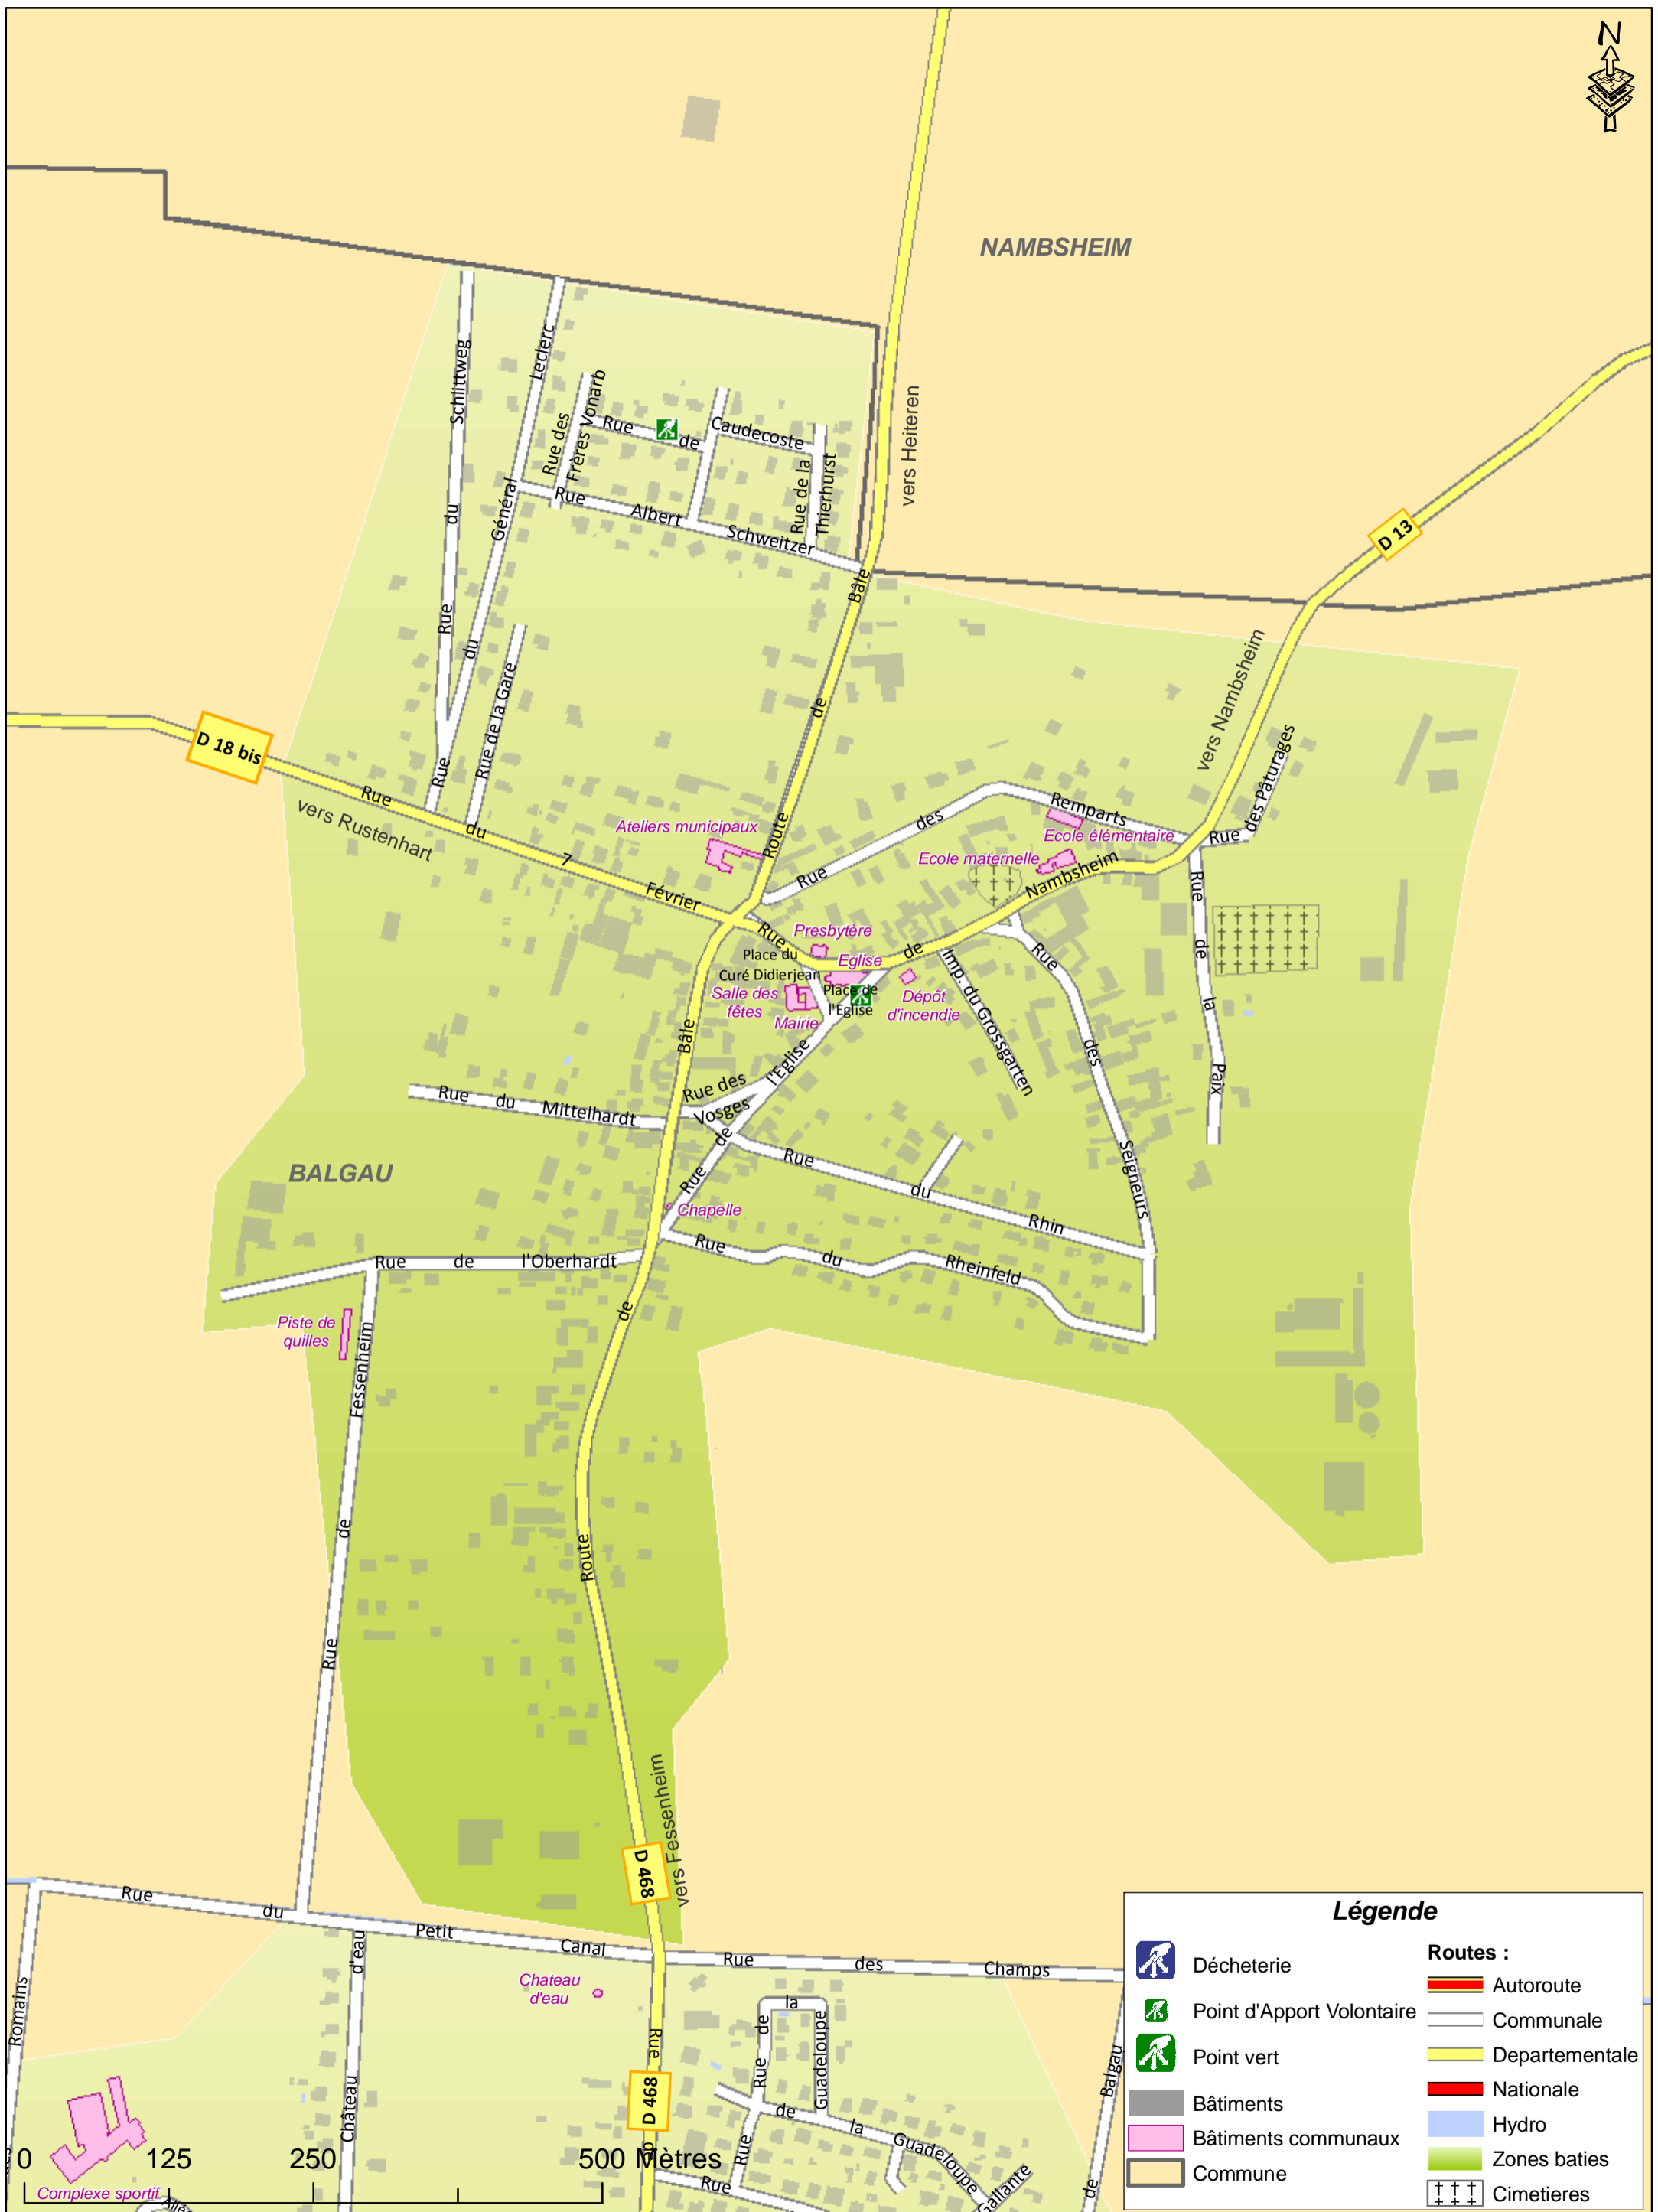 N
NAMBSHEIM
vers Heiteren
Rue du Schlittweg
Rue du Général Leclerc
Rue des
Frères Vonarb
Rue de Caudecoste
Rue de la
Thierhurst
Rue Albert Schweitzer
D 13
vers Nambsheim
Rue de la Gare
D 18 bis
Rue du 7 Février
vers Rustenhart
Route de Bâle
Ateliers municipaux
Rue des Remparts
Ecole élémentaire
Ecole maternelle
Rue des Pâturages
Rue de Nambsheim
Presbytère
Place du
Curé Didierjean
Eglise
Salle des
fêtes
Place de
l'Eglise
Mairie
Dépôt
d'incendie
Imp. du Grossgarten
Rue des Seigneurs
Rue de la Paix
Bâle
Rue de l'Eglise
Rue des
Vosges
Rue du Mittelhardt
BALGAU
Rue du Rhin
Chapelle
Rue du Rheinfeld
Rue de l'Oberhardt
Piste de
quilles
Rue de Fessenheim
Route de
vers Fessenheim
D 468
Rue du Petit Canal
Rue des Champs
Romains
Château d'eau
Chateau
d'eau
Rue
D 468
Rue de la Guadeloupe
Rue de la Guadeloupe
Rue
Gallante
de Balgau
Complexe sportif
Allée
0 125 250 500 Mètres
Légende
Décheterie
Point d'Apport Volontaire
Point vert
Bâtiments
Bâtiments communaux
Commune
Routes :
Autoroute
Communale
Departementale
Nationale
Hydro
Zones baties
Cimetieres